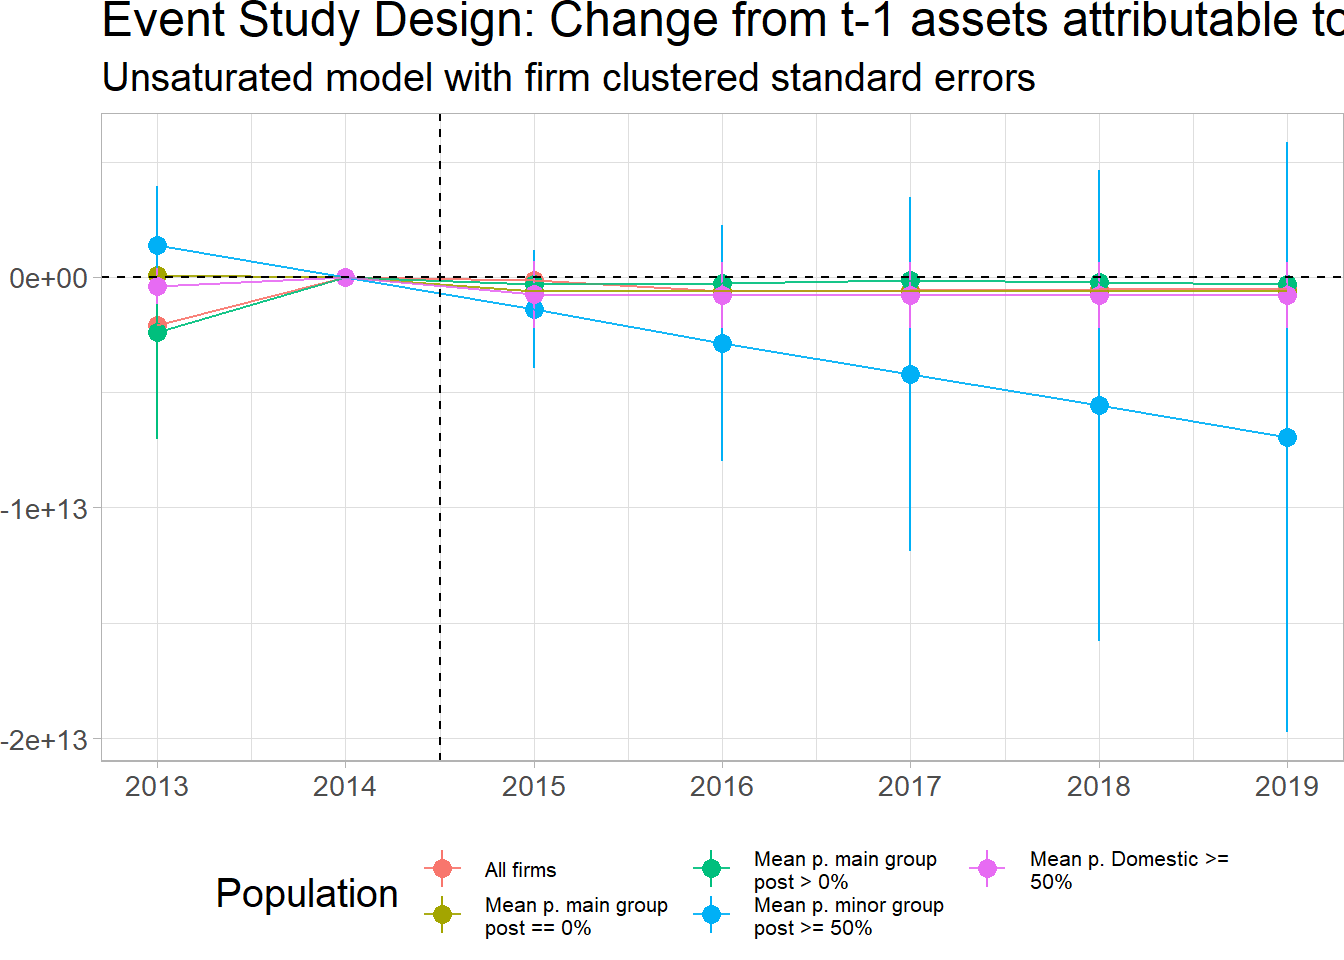 Event Study Design: Change from t-1 assets attributable to
Unsaturated model with firm clustered standard errors
0e+00
-1e+13
-2e+13
2013 2014 2015 2016 2017 2018 2019
Population
All firms
Mean p. main group
post == 0%
Mean p. main group
post > 0%
Mean p. minor group
post >= 50%
Mean p. Domestic >=
50%